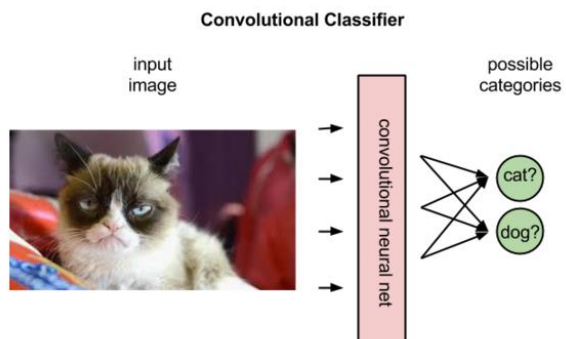 Convolutional Classifier
input
image
possible
categories
convolutional neural net
cat?
dog?